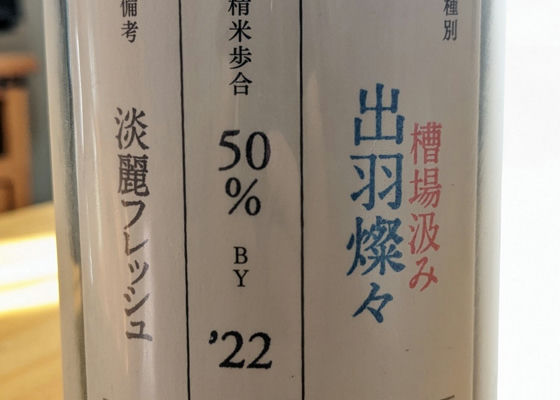 種別
槽場汲み
出羽燦々
精米歩合
50
%
BY
'22
備考
淡麗フレッシュ